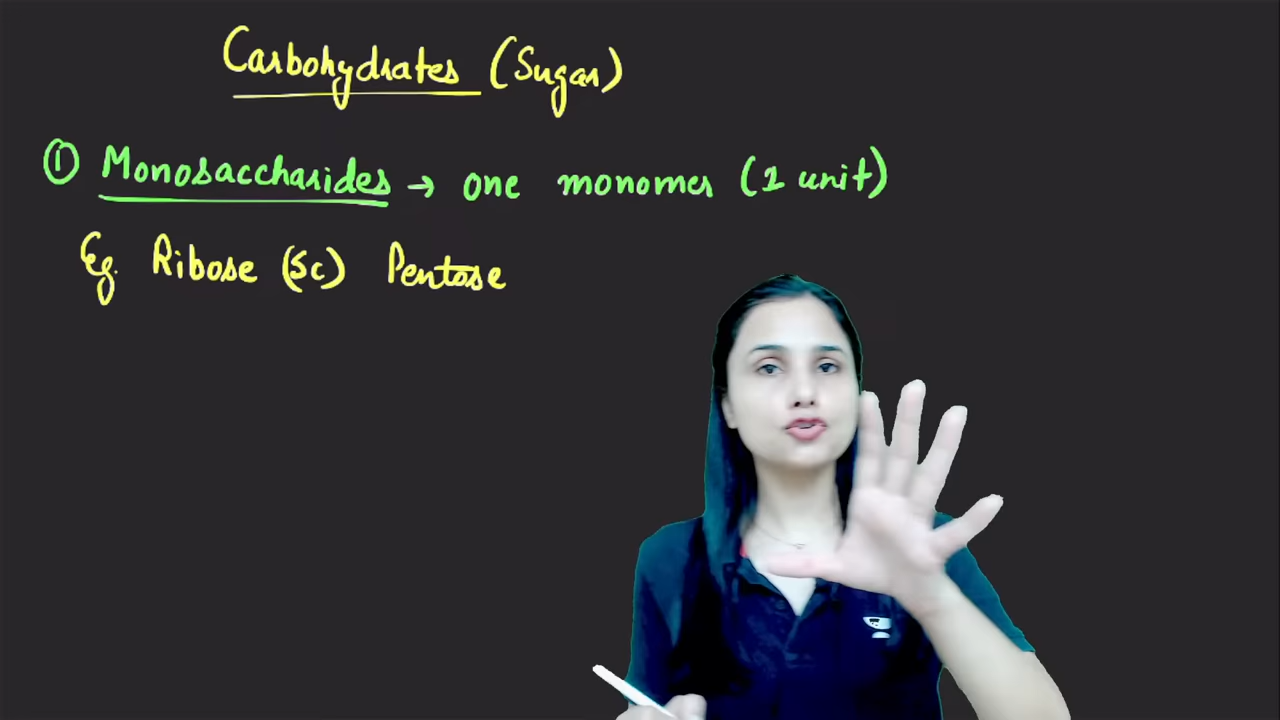 Carbohydrates (Sugar)
① Monosaccharides → one monomer (1 unit)
Eg. Ribose (5C) Pentose